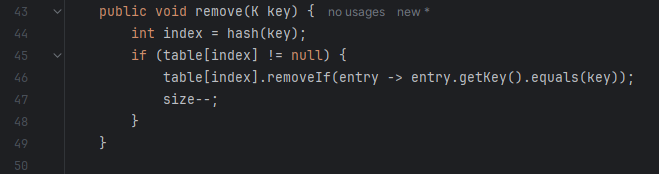 43 public void remove(K key) { no usages new *
44 int index = hash(key);
45 if (table[index] != null) {
46 table[index].removeIf(entry -> entry.getKey().equals(key));
47 size--;
48 }
49 }
50